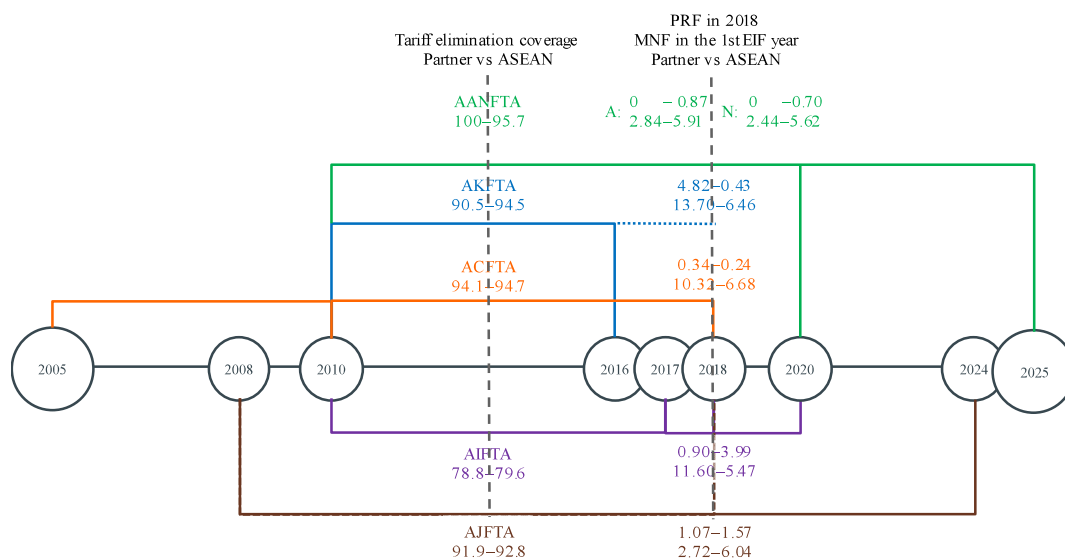 PRF in 2018
Tariff elimination coverage
MNF in the 1st EIF year
Partner vs ASEAN
Partner vs ASEAN
AANFTA
100–95.7
A:
0 –0.87
2.84–5.91
N:
0 –0.70
2.44–5.62
AKFTA
90.5–94.5
4.82–0.43
13.70–6.46
ACFTA
94.1–94.7
0.34–0.24
10.32–6.68
2005
2008
2010
2016
2017
2018
2020
2024
2025
AIFTA
78.8–79.6
0.90–3.99
11.60–5.47
AJFTA
91.9–92.8
1.07–1.57
2.72–6.04